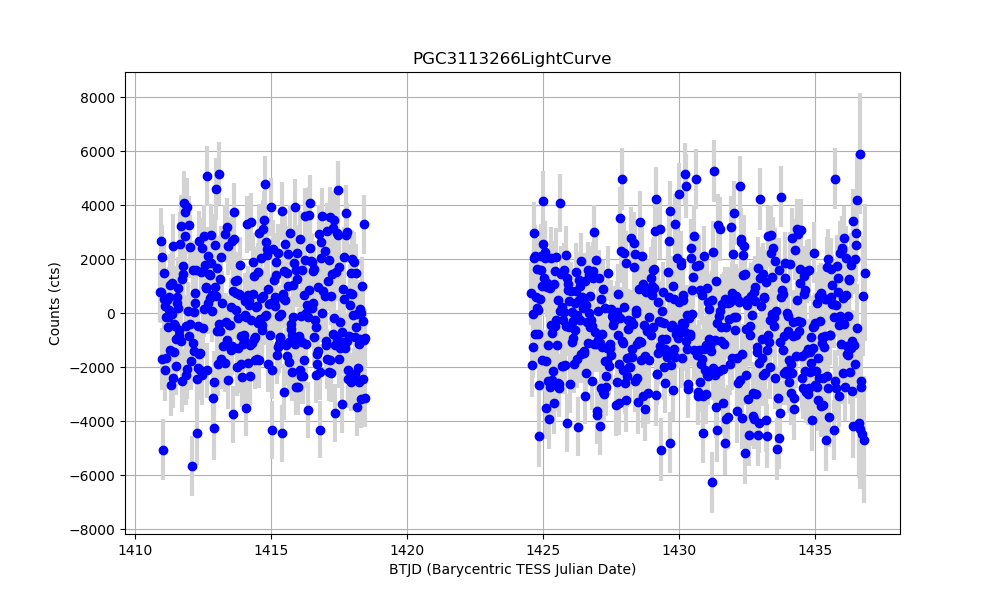 PGC3113266LightCurve
8000
6000
4000
2000
0
−2000
−4000
−6000
−8000
Counts (cts)
1410 1415 1420 1425 1430 1435
BTJD (Barycentric TESS Julian Date)